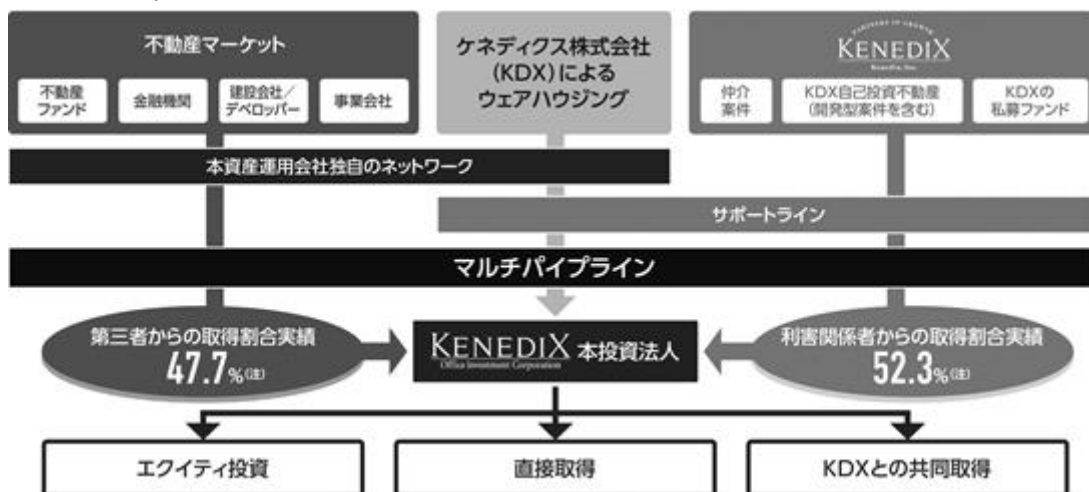 不動産マーケット
不動産
ファンド
金融機関
建設会社／
デベロッパー
事業会社
ケネディクス株式会社
(KDX)による
ウェアハウジング
PARTNERS IN GROWTH
KENEDIX
Kenedix, Inc.
仲介
案件
KDX自己投資不動産
(開発型案件を含む)
KDXの
私募ファンド
本資産運用会社独自のネットワーク
サポートライン
マルチパイプライン
第三者からの取得割合実績
47.7%(注)
KENEDIX 本投資法人
Office Investment Corporation
利害関係者からの取得割合実績
52.3%(注)
エクイティ投資
直接取得
KDXとの共同取得